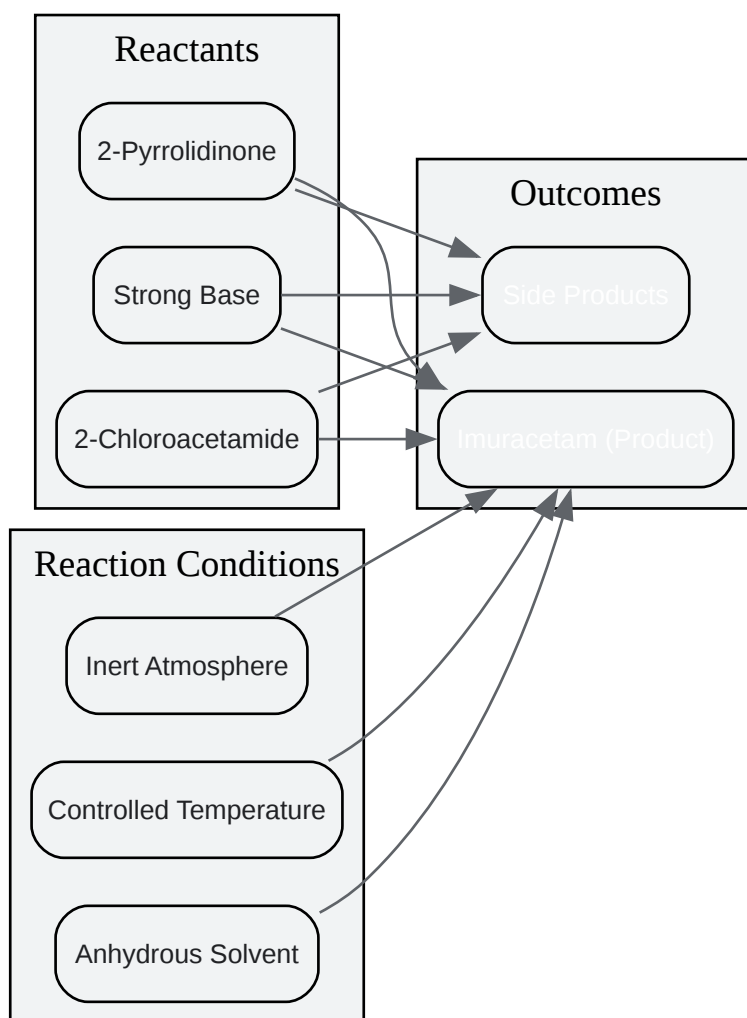 Reactants
2-Pyrrolidinone
Strong Base
2-Chloroacetamide
Outcomes
Side Products
Imuracetam (Product)
Reaction Conditions
Inert Atmosphere
Controlled Temperature
Anhydrous Solvent